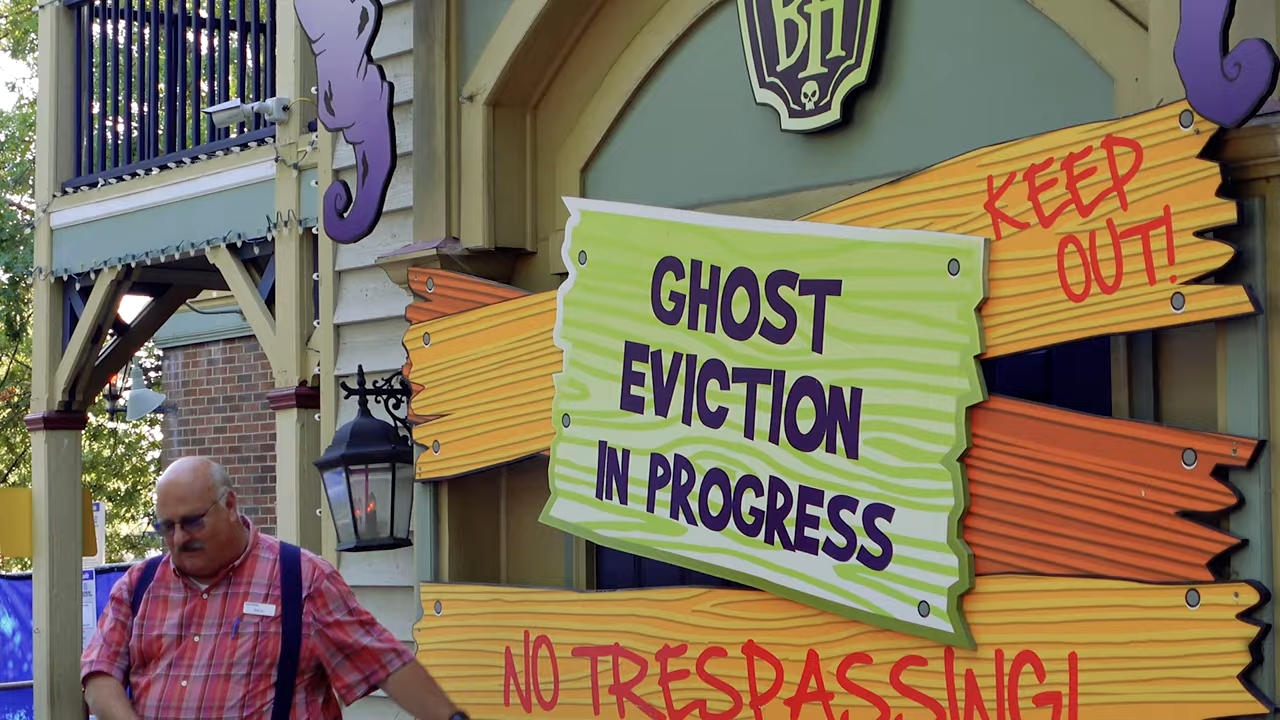 BH
KEEP
OUT!
GHOST
EVICTION
IN PROGRESS
NO TRESPASSING!